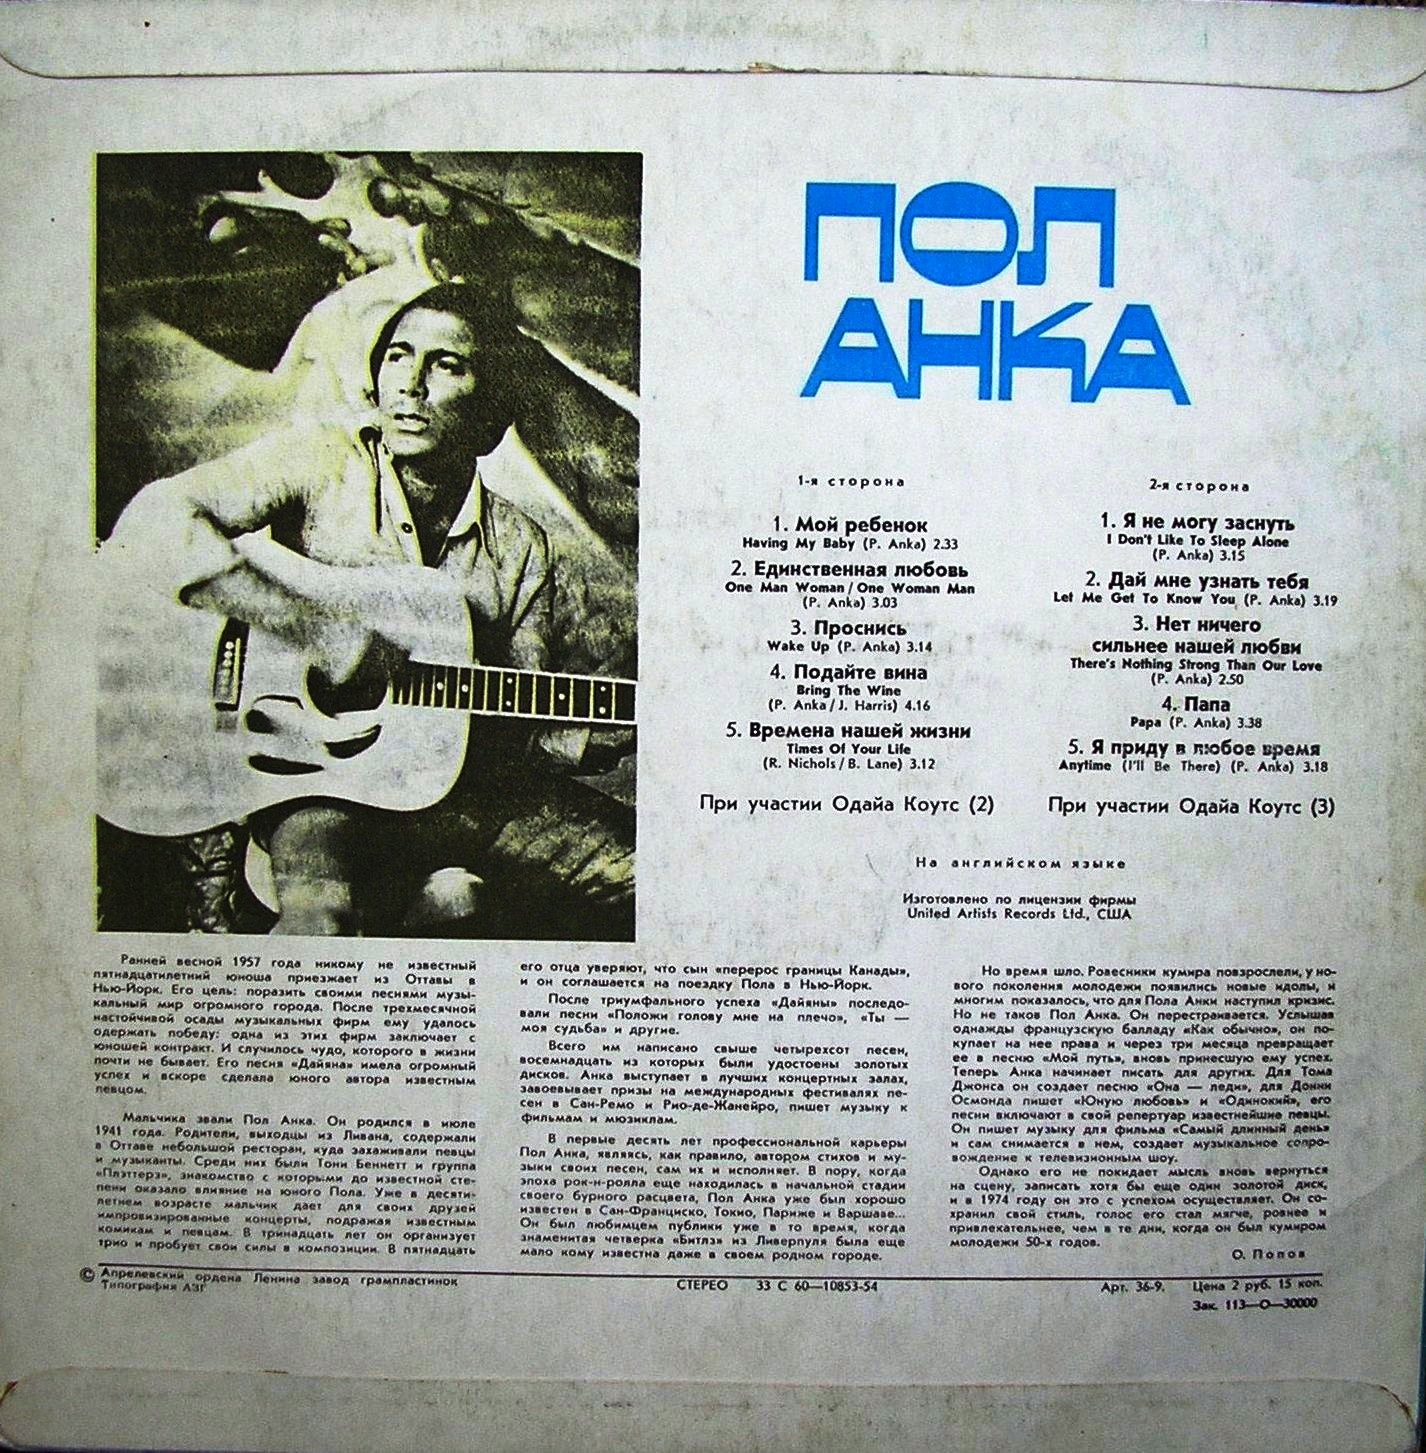 ПОЛ
АНКА
1-я сторона
1. Мой ребенок
Having My Baby (P. Anka) 2.33
2. Единственная любовь
One Man Woman / One Woman Man
(P. Anka) 3.03
3. Проснись
Wake Up (P. Anka) 3.14
4. Подайте вина
Bring The Wine
(P. Anka / J. Harris) 4.16
5. Времена нашей жизни
Times Of Your Life
(R. Nichols / B. Lane) 3.12
При участии Одайа Коутс (2)
2-я сторона
1. Я не могу заснуть
I Don't Like To Sleep Alone
(P. Anka) 3.15
2. Дай мне узнать тебя
Let Me Get To Know You (P. Anka) 3.19
3. Нет ничего
сильнее нашей любви
There's Nothing Strong Than Our Love
(P. Anka) 2.50
4. Папа
Papa (P. Anka) 3.38
5. Я приду в любое время
Anytime (I'll Be There) (P. Anka) 3.18
При участии Одайа Коутс (3)
На английском языке
Изготовлено по лицензии фирмы
United Artists Records Ltd., США
Ранней весной 1957 года никому не известный
пятнадцатилетний юноша приезжает из Оттавы в
Нью-Йорк. Его цель: поразить своими песнями музы-
кальный мир огромного города. После трехмесячной
настойчивой осады музыкальных фирм ему удалось
одержать победу: одна из этих фирм заключает с
юношей контракт. И случилось чудо, которого в жизни
почти не бывает. Его песня «Дайяна» имела огромный
успех и вскоре сделала юного автора известным
певцом.
Мальчика звали Пол Анка. Он родился в июле
1941 года. Родители, выходцы из Ливана, содержали
в Оттаве небольшой ресторан, куда захаживали певцы
и музыканты. Среди них были Тони Беннетт и группа
«Плэттерз», знакомство с которыми до известной сте-
пени оказало влияние на юного Пола. Уже в десяти-
летнем возрасте мальчик дает для своих друзей
импровизированные концерты, подражая известным
комикам и певцам. В тринадцать лет он организует
трио и пробует свои силы в композиции. В пятнадцать
его отца уверяют, что сын «перерос границы Канады»,
и он соглашается на поездку Пола в Нью-Йорк.
После триумфального успеха «Дайяны» последо-
вали песни «Положи голову мне на плечо», «Ты —
моя судьба» и другие.
Всего им написано свыше четырехсот песен,
восемнадцать из которых были удостоены золотых
дисков. Анка выступает в лучших концертных залах,
завоевывает призы на международных фестивалях пе-
сен в Сан-Ремо и Рио-де-Жанейро, пишет музыку к
фильмам и мюзиклам.
В первые десять лет профессиональной карьеры
Пол Анка, являясь, как правило, автором стихов и му-
зыки своих песен, сам их и исполняет. В пору, когда
эпоха рок-н-ролла еще находилась в начальной стадии
своего бурного расцвета, Пол Анка уже был хорошо
известен в Сан-Франциско, Токио, Париже и Варшаве...
Он был любимцем публики уже в то время, когда
знаменитая четверка «Битлз» из Ливерпуля была еще
мало кому известна даже в своем родном городе.
Но время шло. Ровесники кумира повзрослели, у но-
вого поколения молодежи появились новые идолы, и
многим показалось, что для Пола Анки наступил кризис.
Но не таков Пол Анка. Он перестраивается. Услышав
однажды французскую балладу «Как обычно», он по-
купает на нее права и через три месяца превращает
ее в песню «Мой путь», вновь принесшую ему успех.
Теперь Анка начинает писать для других. Для Тома
Джонса он создает песню «Она — леди», для Донни
Осмонда пишет «Юную любовь» и «Одинокий», его
песни включают в свой репертуар известнейшие певцы.
Он пишет музыку для фильма «Самый длинный день»
и сам снимается в нем, создает музыкальное сопро-
вождение к телевизионным шоу.
Однако его не покидает мысль вновь вернуться
на сцену, записать хотя бы еще один золотой диск,
и в 1974 году он это с успехом осуществляет. Он со-
хранил свой стиль, голос его стал мягче, ровнее и
привлекательнее, чем в те дни, когда он был кумиром
молодежи 50-х годов.
О. Попов
© Апрелевский ордена Ленина завод грампластинок
Типография АЗГ
СТЕРЕО 33 С 60—10853-54
Арт. 36-9. Цена 2 руб. 15 коп.
Зак. 113—О—30000